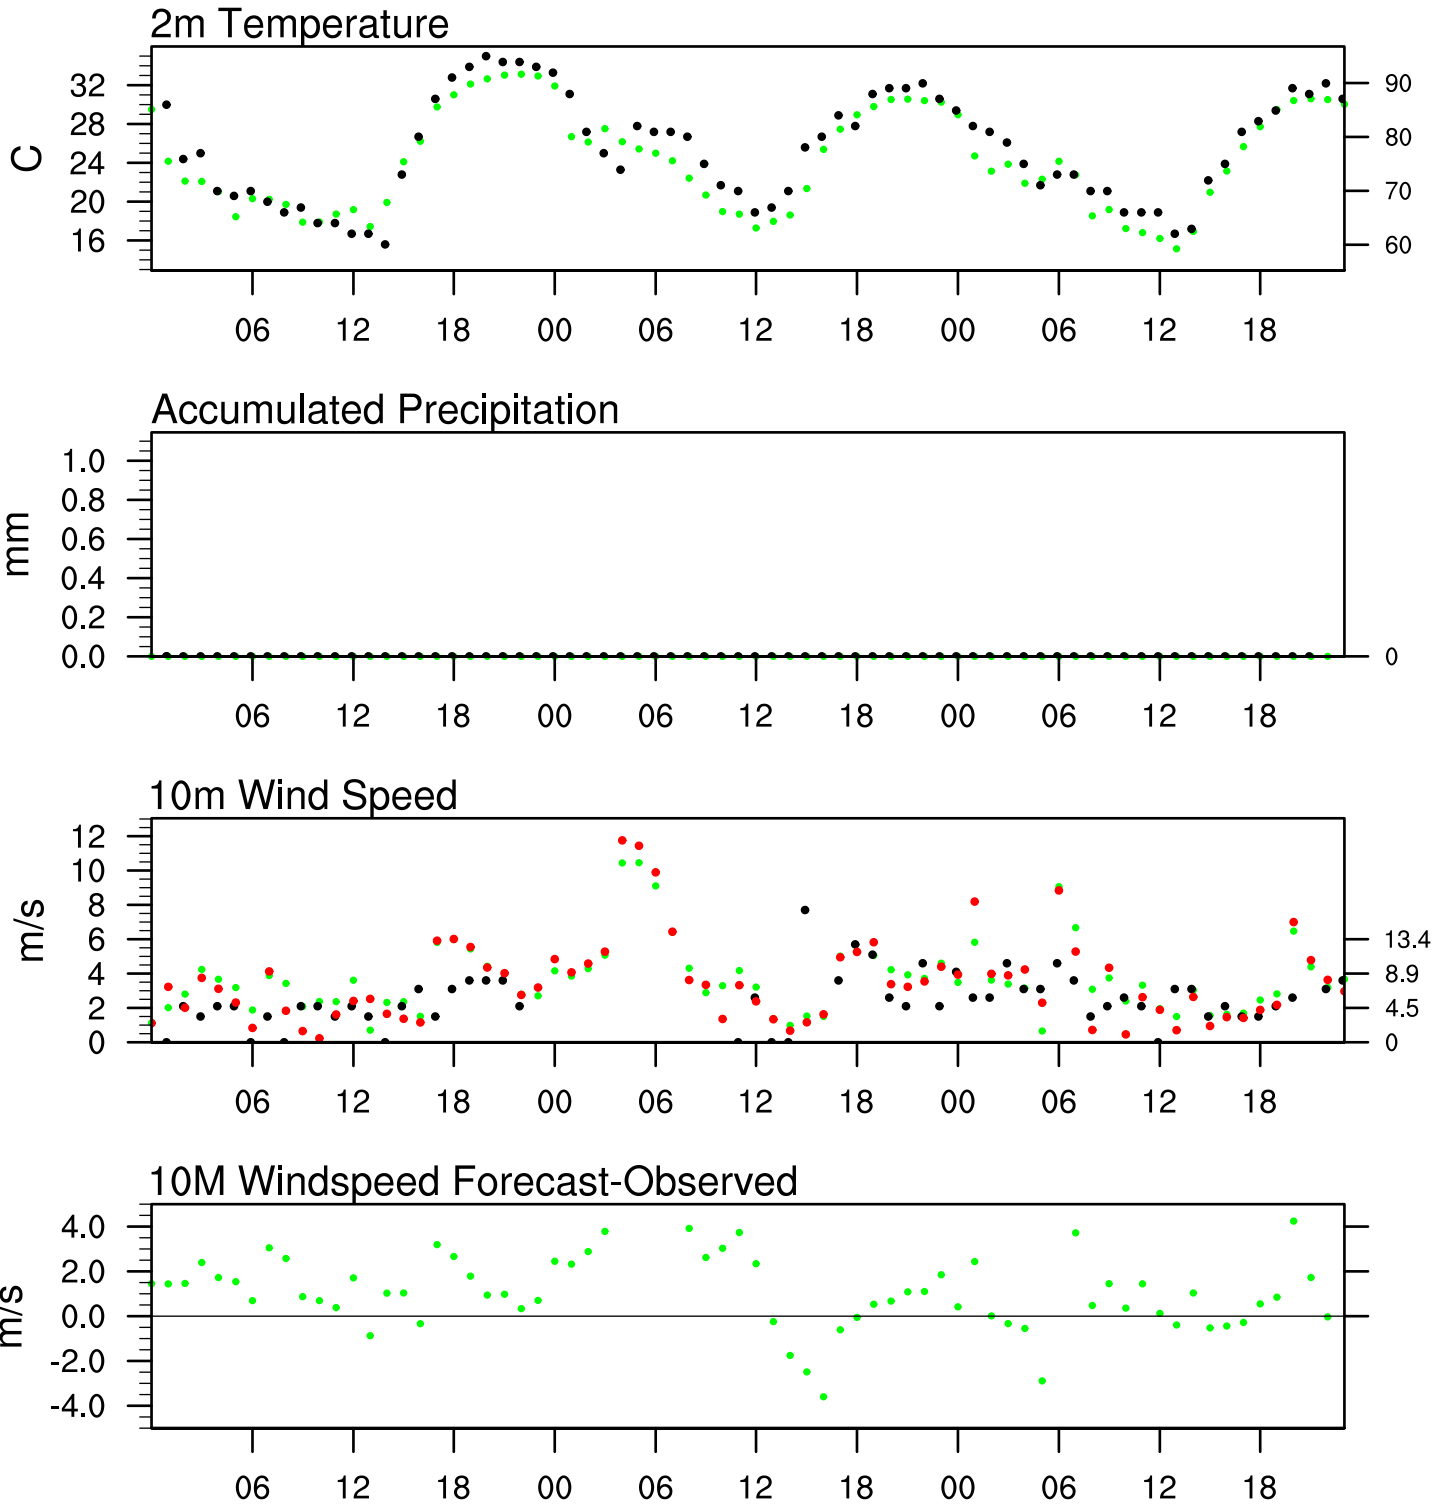 2m Temperature
C
32 90
28
24 80
20 70
16 60
06 12 18 00 06 12 18 00 06 12 18
Accumulated Precipitation
mm
1.0
0.8
0.6
0.4
0.2
0.0 0
06 12 18 00 06 12 18 00 06 12 18
10m Wind Speed
m/s
12
10
8
6 13.4
4 8.9
2 4.5
0 0
06 12 18 00 06 12 18 00 06 12 18
10M Windspeed Forecast-Observed
m/s
4.0
2.0
0.0
-2.0
-4.0
06 12 18 00 06 12 18 00 06 12 18